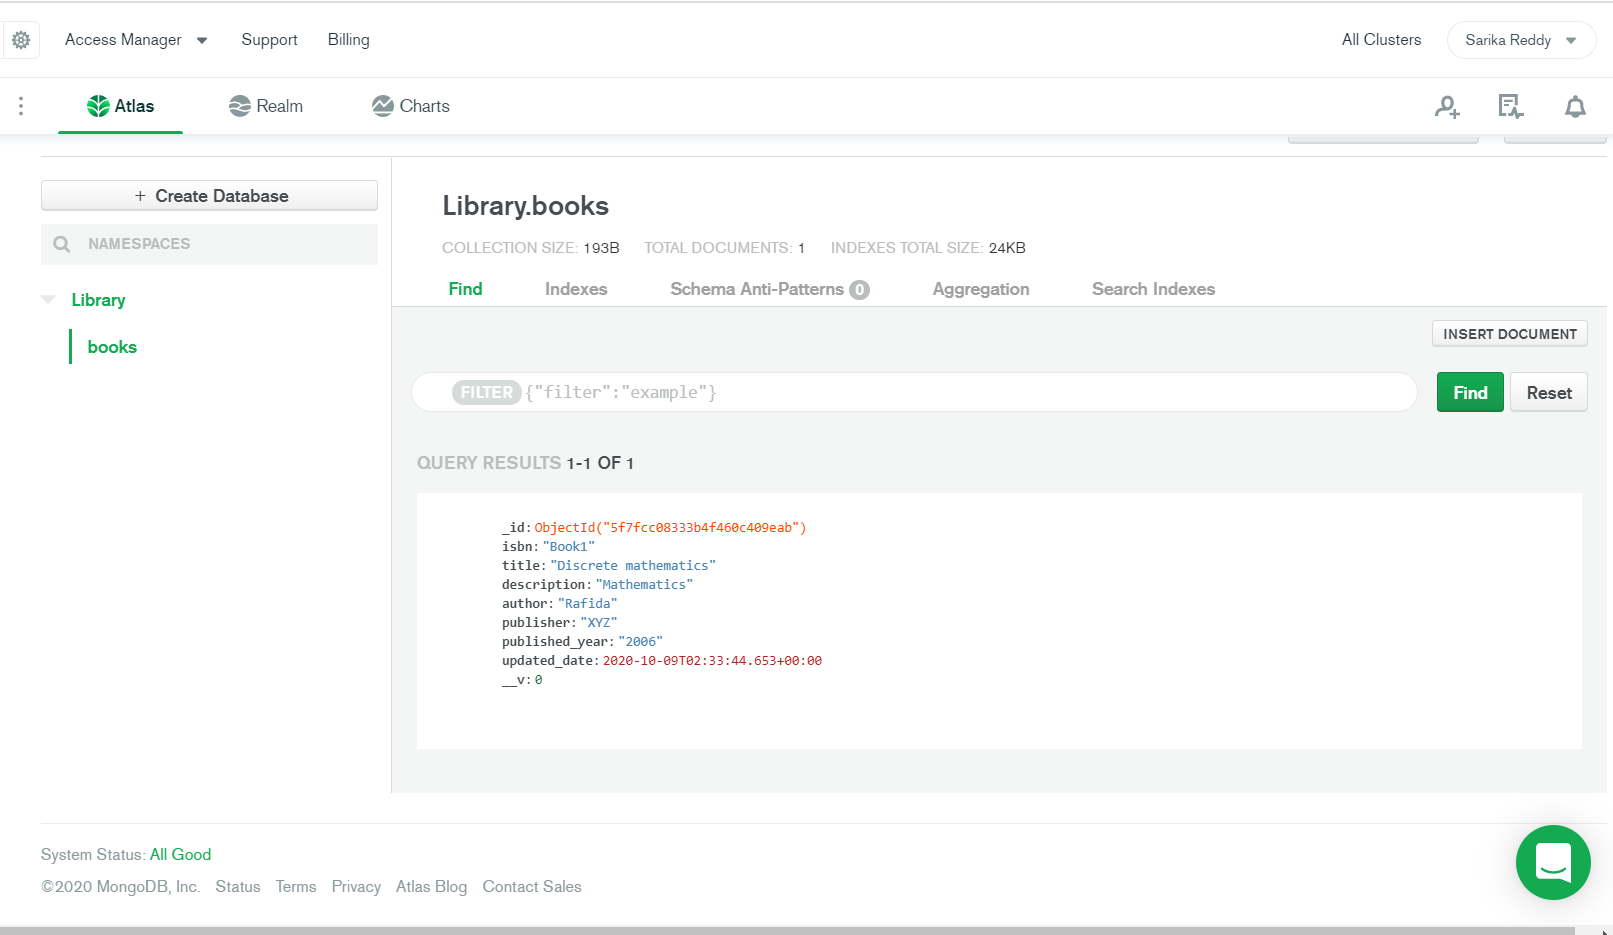 Access Manager Support Billing All Clusters Sarika Reddy
Atlas Realm Charts
+ Create Database
NAMESPACES
Library
books
Library.books
COLLECTION SIZE: 193B TOTAL DOCUMENTS: 1 INDEXES TOTAL SIZE: 24KB
Find Indexes Schema Anti-Patterns 0 Aggregation Search Indexes
INSERT DOCUMENT
FILTER {"filter":"example"} Find Reset
QUERY RESULTS 1-1 OF 1
_id: ObjectId("5f7fcc08333b4f460c409eab")
isbn: "Book1"
title: "Discrete mathematics"
description: "Mathematics"
author: "Rafida"
publisher: "XYZ"
published_year: "2006"
updated_date: 2020-10-09T02:33:44.653+00:00
__v: 0
System Status: All Good
©2020 MongoDB, Inc. Status Terms Privacy Atlas Blog Contact Sales